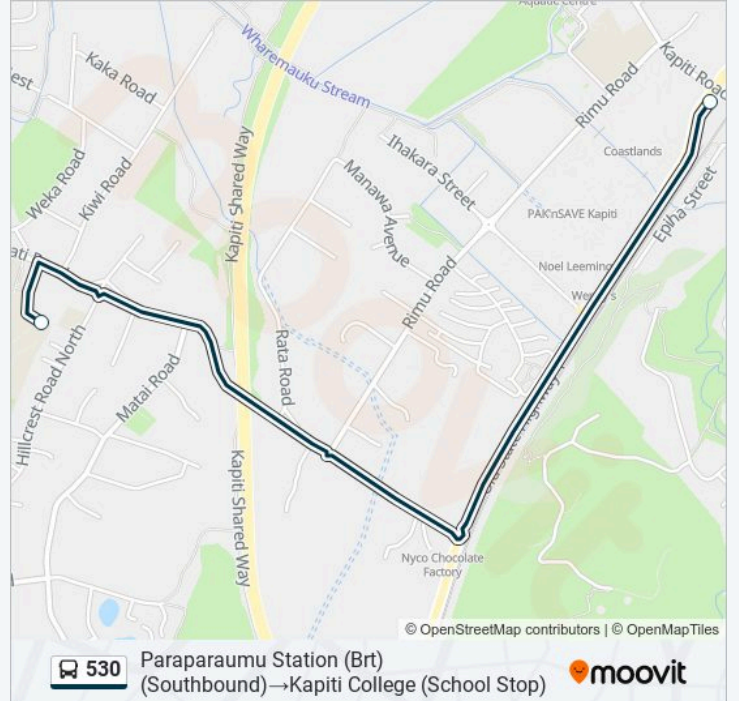 Aquatic Centre
Kapiti Road
Wharemauku Stream
Kaka Road
Rimu Road
est
Ihakara Street
Coastlands
Kapiti Shared Way
Weka Road
Kiwi Road
Manawa Avenue
Epiha Street
PAK'nSAVE Kapiti
Noel Leeming
Rimu Road
Rata Road
Hillcrest Road North
Matai Road
Kapiti Shared Way
Nyco Chocolate
Factory
© OpenStreetMap contributors | © OpenMapTiles
530
Paraparaumu Station (Brt)
(Southbound)→Kapiti College (School Stop)
moovit